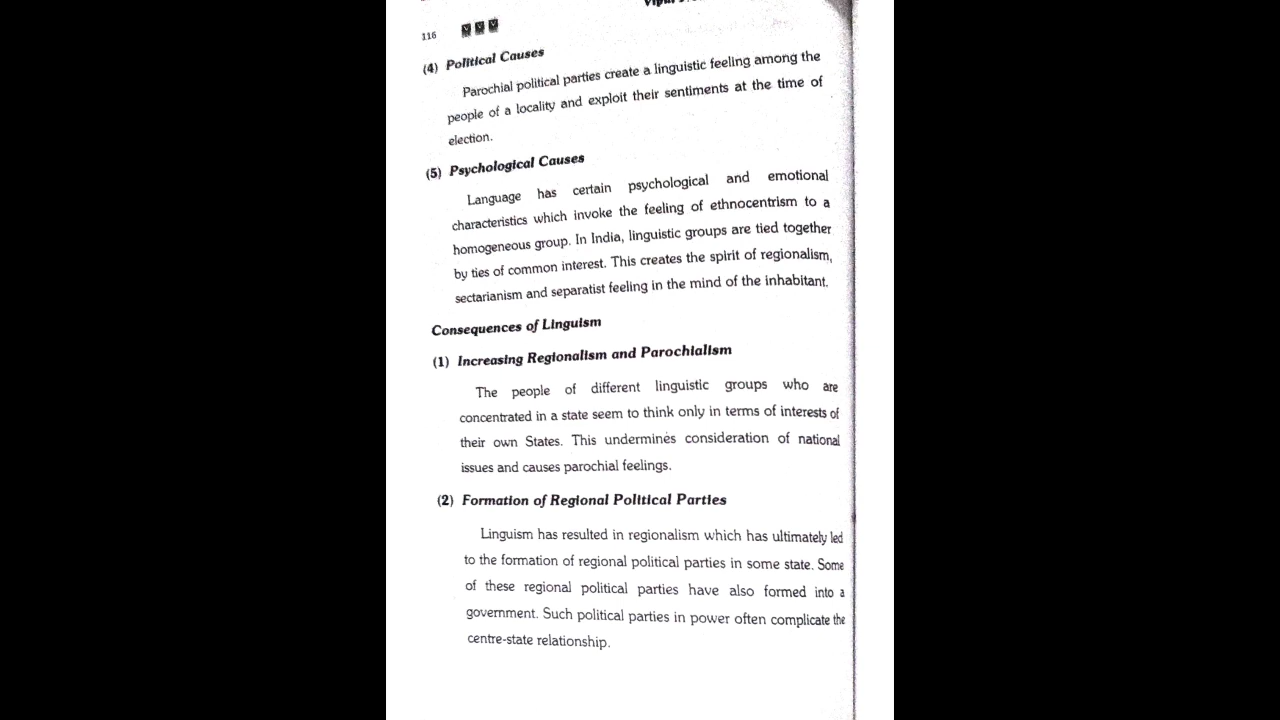 116
(4) Political Causes
Parochial political parties create a linguistic feeling among the
people of a locality and exploit their sentiments at the time of
election.
(5) Psychological Causes
Language has certain psychological and emotional
characteristics which invoke the feeling of ethnocentrism to a
homogeneous group. In India, linguistic groups are tied together
by ties of common interest. This creates the spirit of regionalism,
sectarianism and separatist feeling in the mind of the inhabitant.
Consequences of Linguism
(1) Increasing Regionalism and Parochialism
The people of different linguistic groups who are
concentrated in a state seem to think only in terms of interests of
their own States. This undermines consideration of national
issues and causes parochial feelings.
(2) Formation of Regional Political Parties
Linguism has resulted in regionalism which has ultimately led
to the formation of regional political parties in some state. Some
of these regional political parties have also formed into a
government. Such political parties in power often complicate the
centre-state relationship.